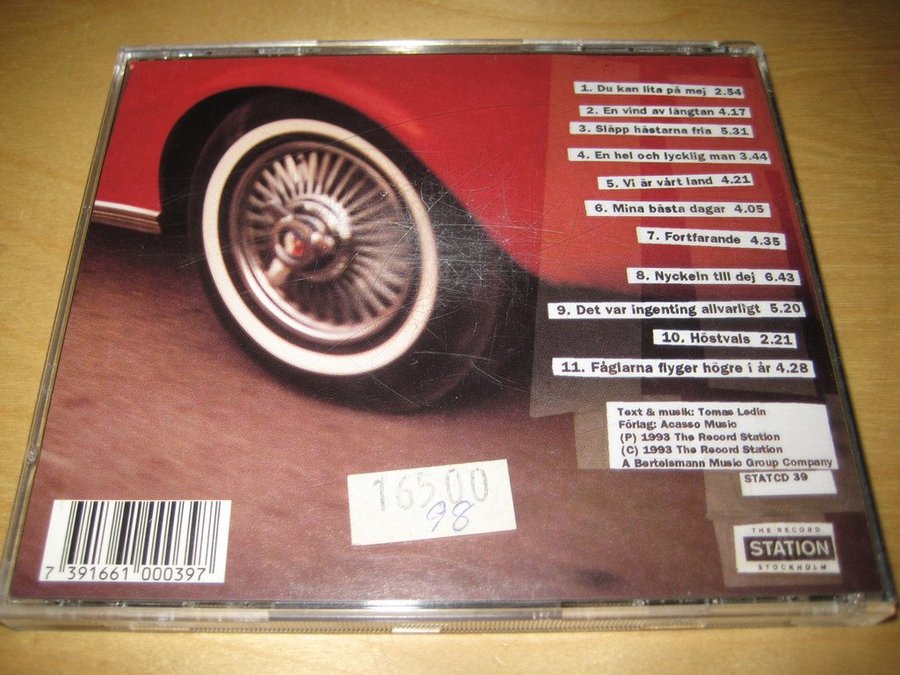 1. Du kan lita på mej 2.54
2. En vind av längtan 4.17
3. Släpp hästarna fria 5.31
4. En hel och lycklig man 3.44
5. Vi är vårt land 4.21
6. Mina bästa dagar 4.05
7. Fortfarande 4.35
8. Nyckeln till dej 6.43
9. Det var ingenting allvarligt 5.20
10. Höstvals 2.21
11. Fåglarna flyger högre i år 4.28
Text & musik: Tomas Ledin
Förlag: Acasso Music
(P) 1993 The Record Station
(C) 1993 The Record Station
A Bertelsmann Music Group Company
STATCD 39
16500
98
THE RECORD
STATION
STOCKHOLM
7 391661 000397